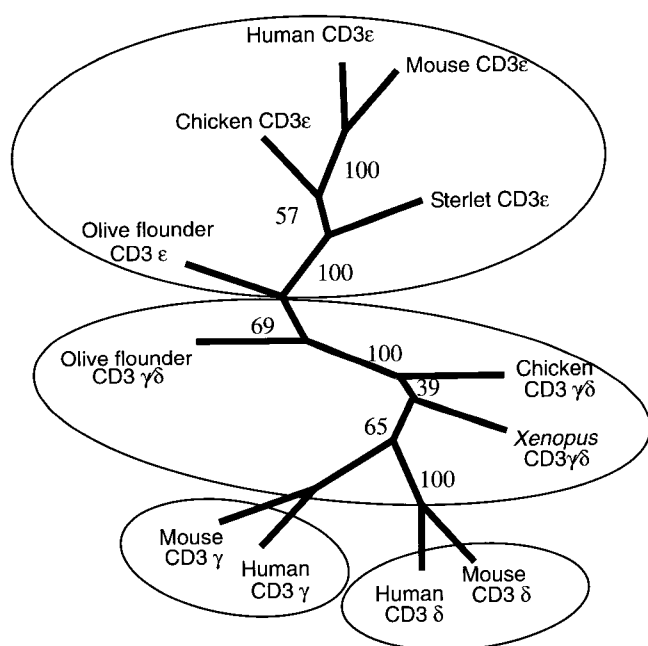 Human CD3ε
Mouse CD3ε
Chicken CD3ε
100
Sterlet CD3ε
57
Olive flounder
CD3 ε
100
69
Olive flounder
CD3 γδ
100
Chicken
CD3 γδ
39
Xenopus
CD3γδ
65
100
Mouse
CD3 γ
Human
CD3 γ
Human
CD3 δ
Mouse
CD3 δ